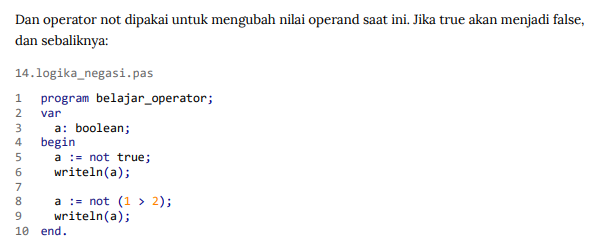 Dan operator not dipakai untuk mengubah nilai operand saat ini. Jika true akan menjadi false,
dan sebaliknya:
14.logika_negasi.pas
1 program belajar_operator;
2 var
3   a: boolean;
4 begin
5   a := not true;
6   writeln(a);
7
8   a := not (1 > 2);
9   writeln(a);
10 end.